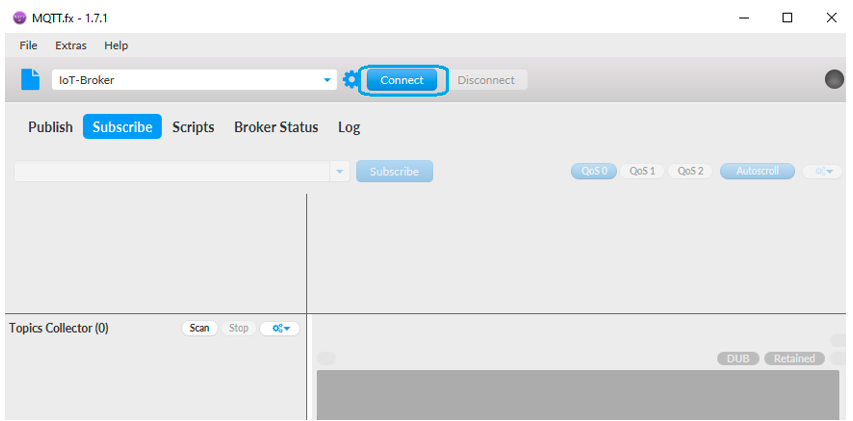 MQTT.fx - 1.7.1
File Extras Help
IoT-Broker Connect Disconnect
Publish Subscribe Scripts Broker Status Log
Subscribe QoS 0 QoS 1 QoS 2 Autoscroll
Topics Collector (0) Scan Stop
DUB Retained